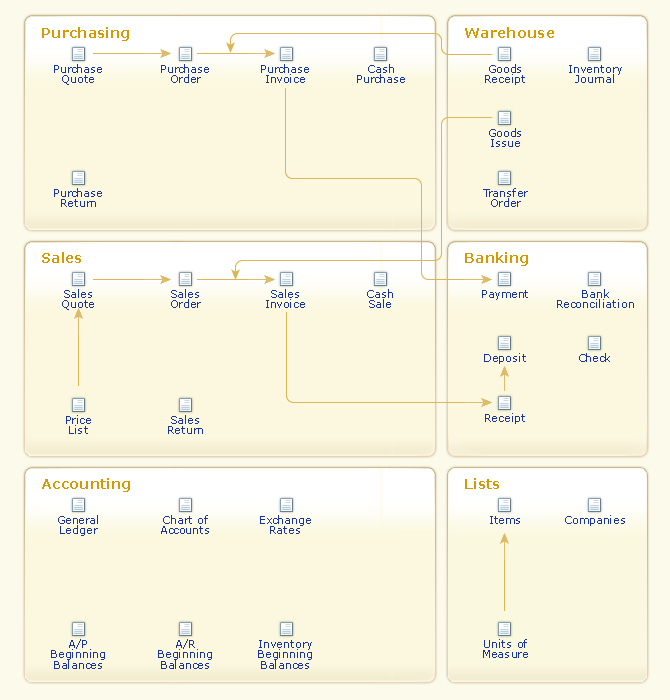 Purchasing
Purchase
Quote
Purchase
Order
Purchase
Invoice
Cash
Purchase
Purchase
Return
Warehouse
Goods
Receipt
Inventory
Journal
Goods
Issue
Transfer
Order
Sales
Sales
Quote
Sales
Order
Sales
Invoice
Cash
Sale
Price
List
Sales
Return
Banking
Payment
Bank
Reconciliation
Deposit
Check
Receipt
Accounting
General
Ledger
Chart of
Accounts
Exchange
Rates
A/P
Beginning
Balances
A/R
Beginning
Balances
Inventory
Beginning
Balances
Lists
Items
Companies
Units of
Measure